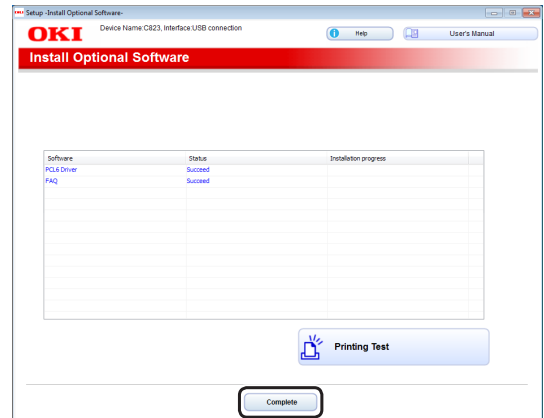 OKI Setup -Install Optional Software-
OKI Device Name:C823, Interface:USB connection
Help
User's Manual
Install Optional Software
Software Status Installation progress
PCL6 Driver Succeed
FAQ Succeed
Printing Test
Complete